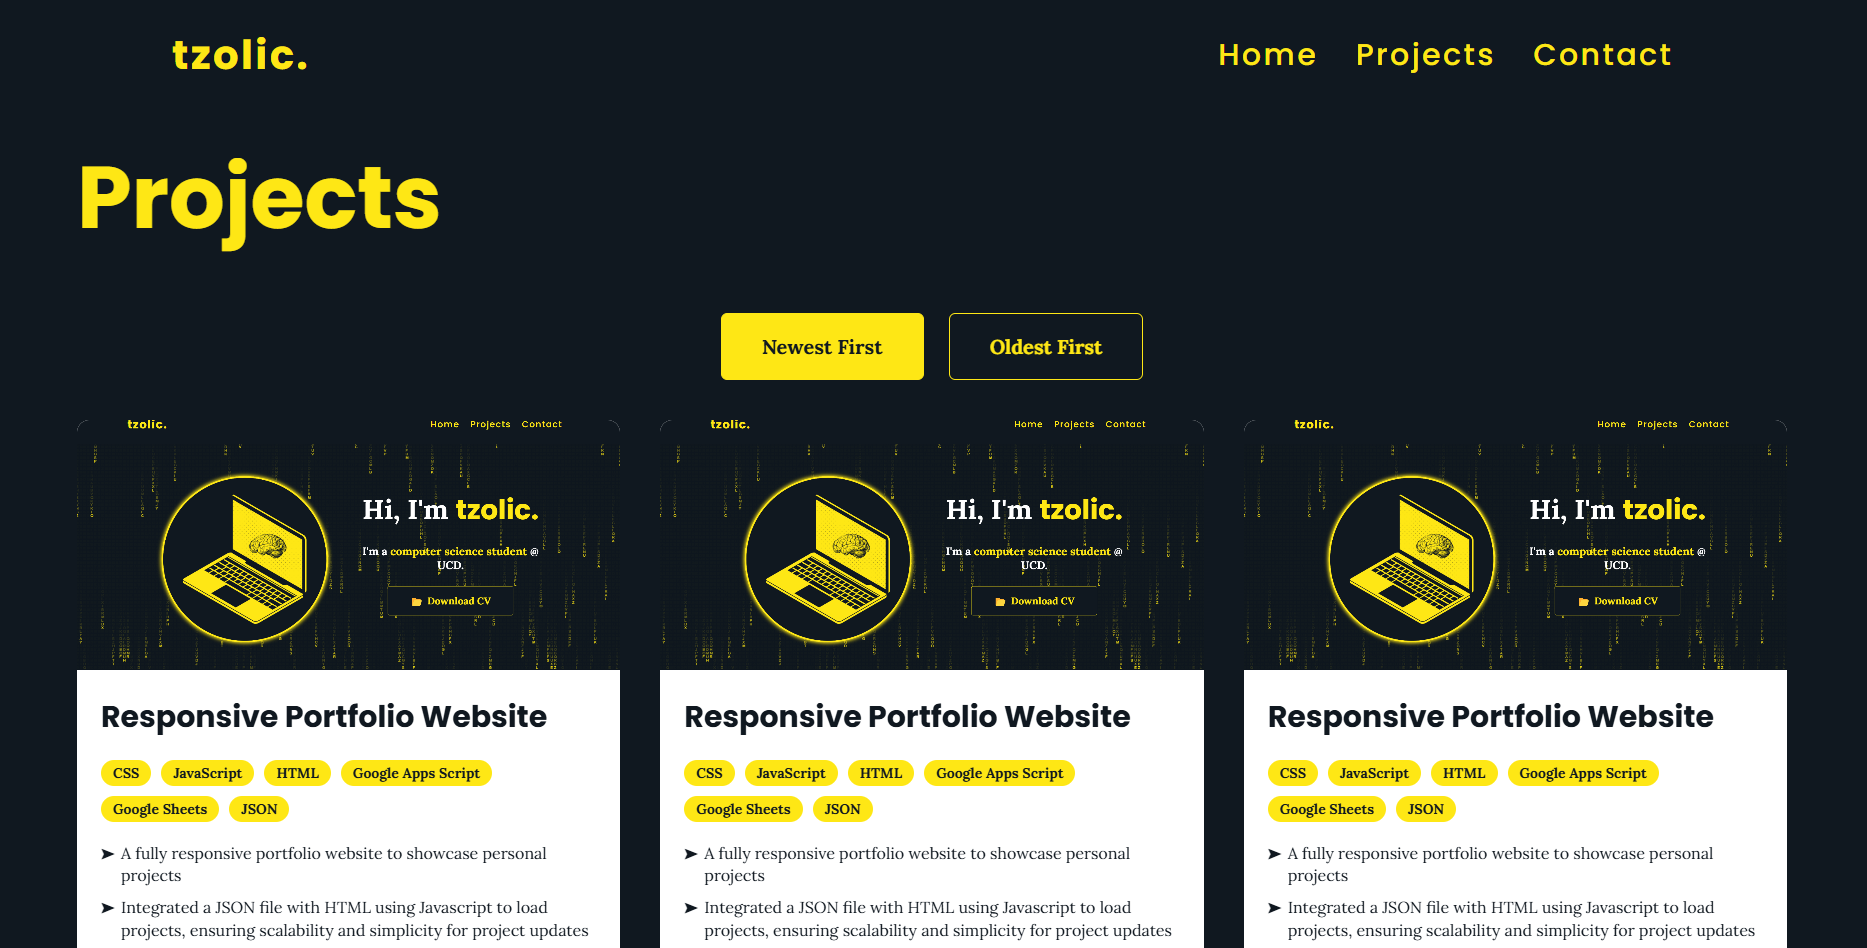 tzolic.
Home Projects Contact
Projects
Newest First
Oldest First
tzolic.
Home Projects Contact
Hi, I'm tzolic.
I'm a computer science student @
UCD.
Download CV
Responsive Portfolio Website
CSS JavaScript HTML Google Apps Script
Google Sheets JSON
➤ A fully responsive portfolio website to showcase personal
projects
➤ Integrated a JSON file with HTML using Javascript to load
projects, ensuring scalability and simplicity for project updates
tzolic.
Home Projects Contact
Hi, I'm tzolic.
I'm a computer science student @
UCD.
Download CV
Responsive Portfolio Website
CSS JavaScript HTML Google Apps Script
Google Sheets JSON
➤ A fully responsive portfolio website to showcase personal
projects
➤ Integrated a JSON file with HTML using Javascript to load
projects, ensuring scalability and simplicity for project updates
tzolic.
Home Projects Contact
Hi, I'm tzolic.
I'm a computer science student @
UCD.
Download CV
Responsive Portfolio Website
CSS JavaScript HTML Google Apps Script
Google Sheets JSON
➤ A fully responsive portfolio website to showcase personal
projects
➤ Integrated a JSON file with HTML using Javascript to load
projects, ensuring scalability and simplicity for project updates